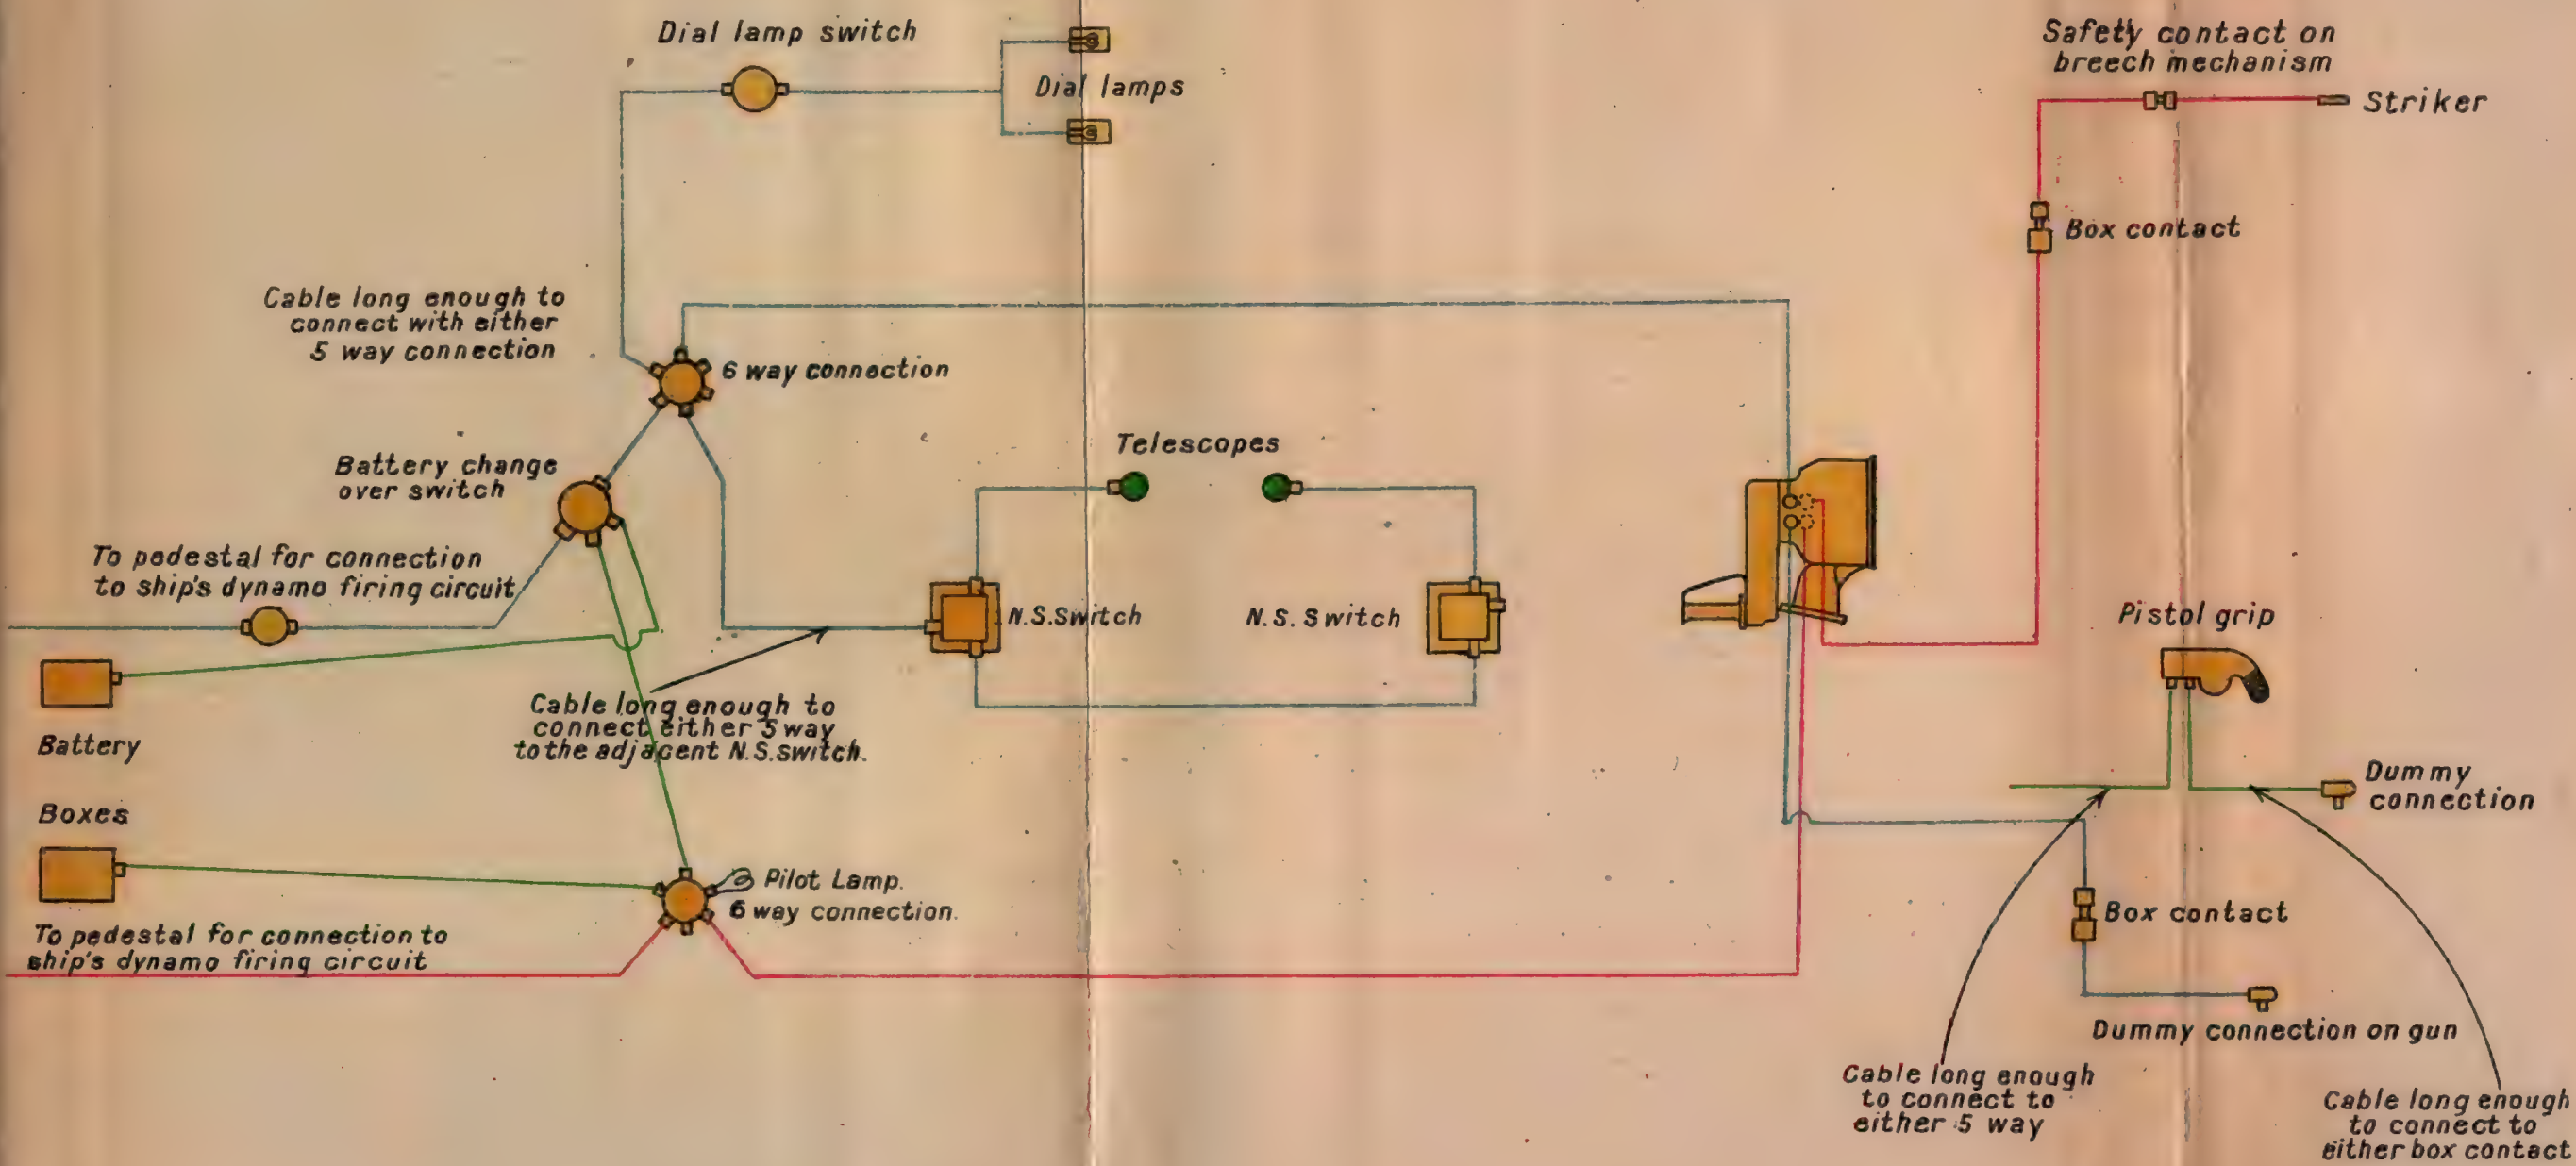 Dial lamp switch
Dial lamps
Safety contact on
breech mechanism
Striker
Box contact
Cable long enough to
connect with either
5 way connection
6 way connection
Battery change
over switch
Telescopes
To pedestal for connection
to ship's dynamo firing circuit
N.S.Switch
N.S. Switch
Pistol grip
Battery
Cable long enough to
connect either 5 way
to the adjacent N.S.switch.
Dummy
connection
Boxes
Pilot Lamp.
6 way connection.
Box contact
To pedestal for connection to
ship's dynamo firing circuit
Dummy connection on gun
Cable long enough
to connect to
either 5 way
Cable long enough
to connect to
either box contact